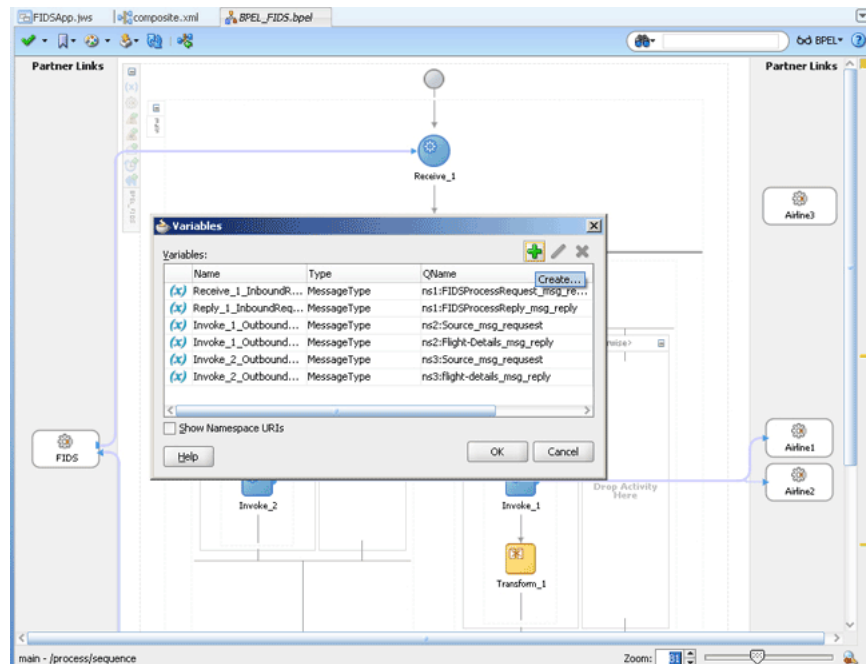 FIDSApp.jws
composite.xml
BPEL_FIDS.bpel
BPEL
Partner Links
Partner Links
Receive_1
Airline3
BPEL_FIDS
Variables
Variables:
Create...
Name Type QName
(x) Receive_1_InboundR... MessageType ns1:FIDSProcessRequest_msg_re...
(x) Reply_1_InboundReq... MessageType ns1:FIDSProcessReply_msg_reply
(x) Invoke_1_Outbound... MessageType ns2:Source_msg_requsest
(x) Invoke_1_Outbound... MessageType ns2:Flight-Details_msg_reply
(x) Invoke_2_Outbound... MessageType ns3:Source_msg_requsest
(x) Invoke_2_Outbound... MessageType ns3:flight-details_msg_reply
Show Namespace URIs
Help
OK
Cancel
FIDS
Airline1
Airline2
Invoke_2
Invoke_1
Drop Activity
Here
Transform_1
main - /process/sequence
Zoom: 31